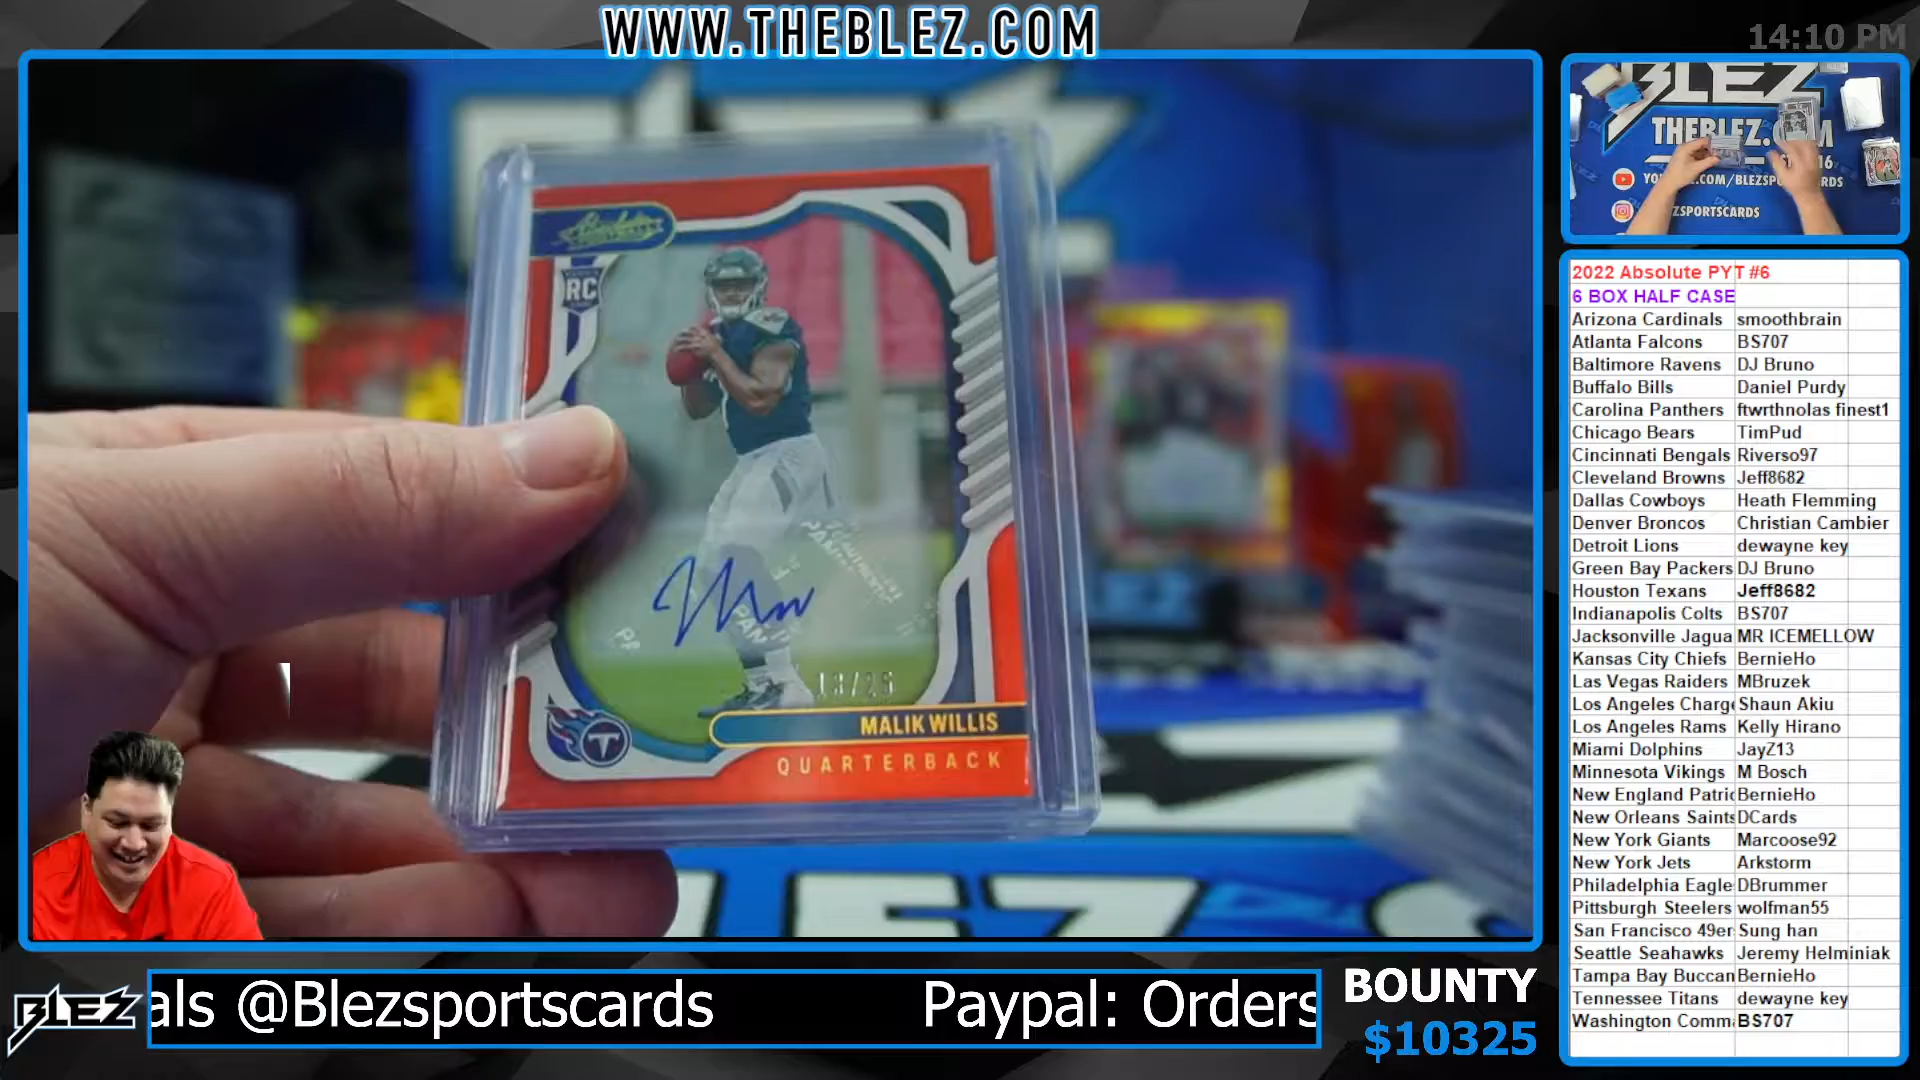 WWW.THEBLEZ.COM
14:10 PM
BLEZ
THEBLEZ.
RC
13/25
MALIK WILLIS
QUARTERBACK
2022 Absolute PYT #6
6 BOX HALF CASE
Arizona Cardinals smoothbrain
Atlanta Falcons BS707
Baltimore Ravens DJ Bruno
Buffalo Bills Daniel Purdy
Carolina Panthers ftwrthnolas finest1
Chicago Bears TimPud
Cincinnati Bengals Riverso97
Cleveland Browns Jeff8682
Dallas Cowboys Heath Flemming
Denver Broncos Christian Cambier
Detroit Lions dewayne key
Green Bay Packers DJ Bruno
Houston Texans Jeff8682
Indianapolis Colts BS707
Jacksonville Jagua MR ICEMELLOW
Kansas City Chiefs BernieHo
Las Vegas Raiders MBruzek
Los Angeles Charg Shaun Akiu
Los Angeles Rams Kelly Hirano
Miami Dolphins JayZ13
Minnesota Vikings M Bosch
New England Patri BernieHo
New Orleans Saints DCards
New York Giants Marcoose92
New York Jets Arkstorm
Philadelphia Eagle DBrummer
Pittsburgh Steelers wolfman55
San Francisco 49er Sung han
Seattle Seahawks Jeremy Helminiak
Tampa Bay Buccan BernieHo
Tennessee Titans dewayne key
Washington Comm BS707
BLEZ
als @Blezsportscards Paypal: Orders
BOUNTY
$10325